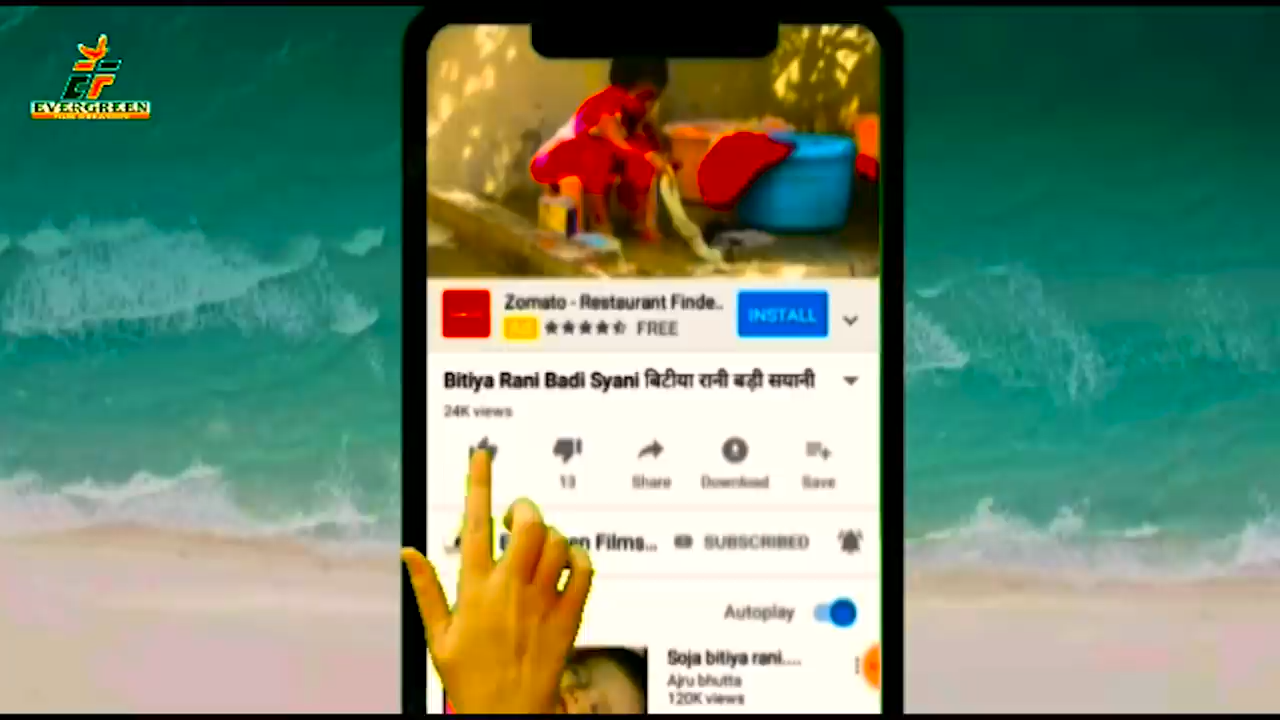 EVERGREEN
Zomato - Restaurant Finde..
FREE
INSTALL
Bitiya Rani Badi Syani बिटीया रानी बड़ी सयानी
24K views
13
Share
Download
Save
Films...
SUBSCRIBED
Autoplay
Soja bitiya rani....
Ajru bhutta
120K views